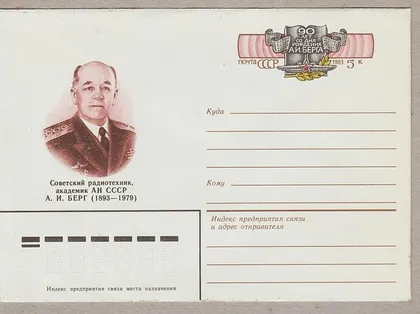 90
ЛЕТ
СО ДНЯ
РОЖДЕНИЯ
А.И.БЕРГА
ПОЧТА СССР 1983 5 к
Советский радиотехник,
академик АН СССР
А. И. БЕРГ (1893—1979)
Куда
Кому
Индекс предприятия связи
и адрес отправителя
Индекс предприятия связи места назначения